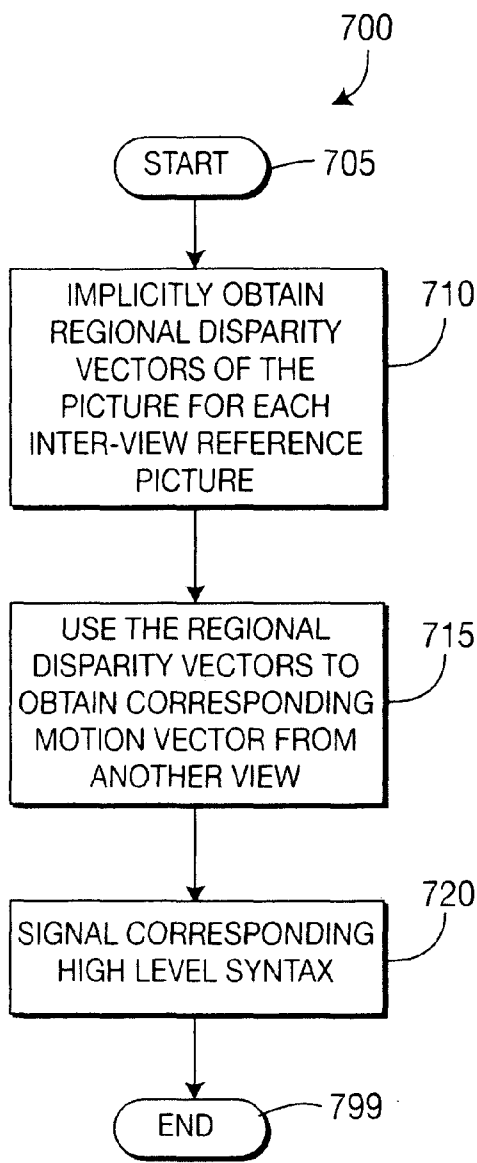 700
START
705
IMPLICITLY OBTAIN
REGIONAL DISPARITY
VECTORS OF THE
PICTURE FOR EACH
INTER-VIEW REFERENCE
PICTURE
710
USE THE REGIONAL
DISPARITY VECTORS TO
OBTAIN CORRESPONDING
MOTION VECTOR FROM
ANOTHER VIEW
715
SIGNAL CORRESPONDING
HIGH LEVEL SYNTAX
720
END
799